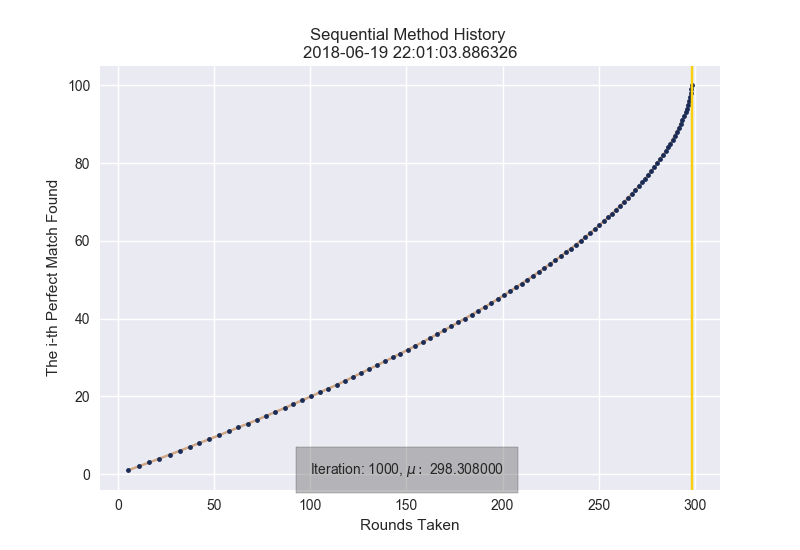 Sequential Method History
2018-06-19 22:01:03.886326
The i-th Perfect Match Found
100
80
60
40
20
0
Iteration: 1000, μ: 298.308000
0 50 100 150 200 250 300
Rounds Taken